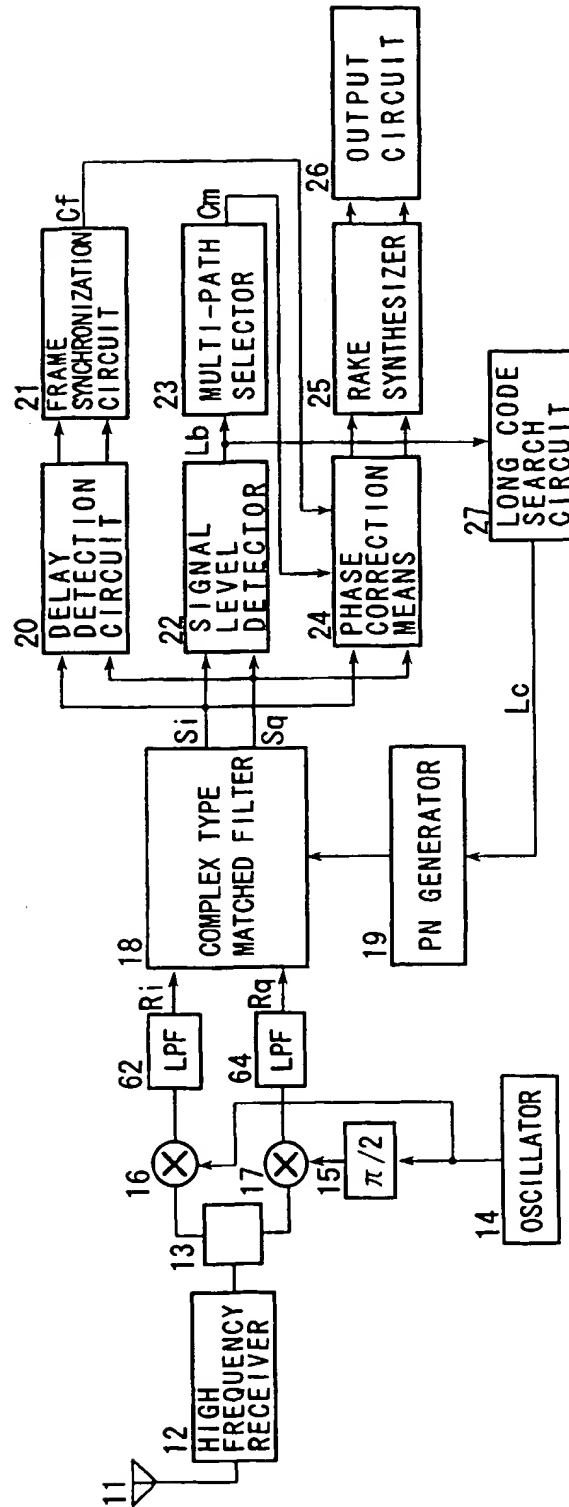 11
12
HIGH
FREQUENCY
RECEIVER
13
16
17
15
π/2
14
OSCILLATOR
62
LPF
Ri
64
LPF
Rq
18
COMPLEX TYPE
MATCHED FILTER
19
PN GENERATOR
Si
Sq
20
DELAY
DETECTION
CIRCUIT
21
FRAME
SYNCHRONIZATION
CIRCUIT
Cf
22
SIGNAL
LEVEL
DETECTOR
Lb
23
MULTI-PATH
SELECTOR
Cm
24
PHASE
CORRECTION
MEANS
25
RAKE
SYNTHESIZER
26
OUTPUT
CIRCUIT
27
LONG CODE
SEARCH
CIRCUIT
Lc